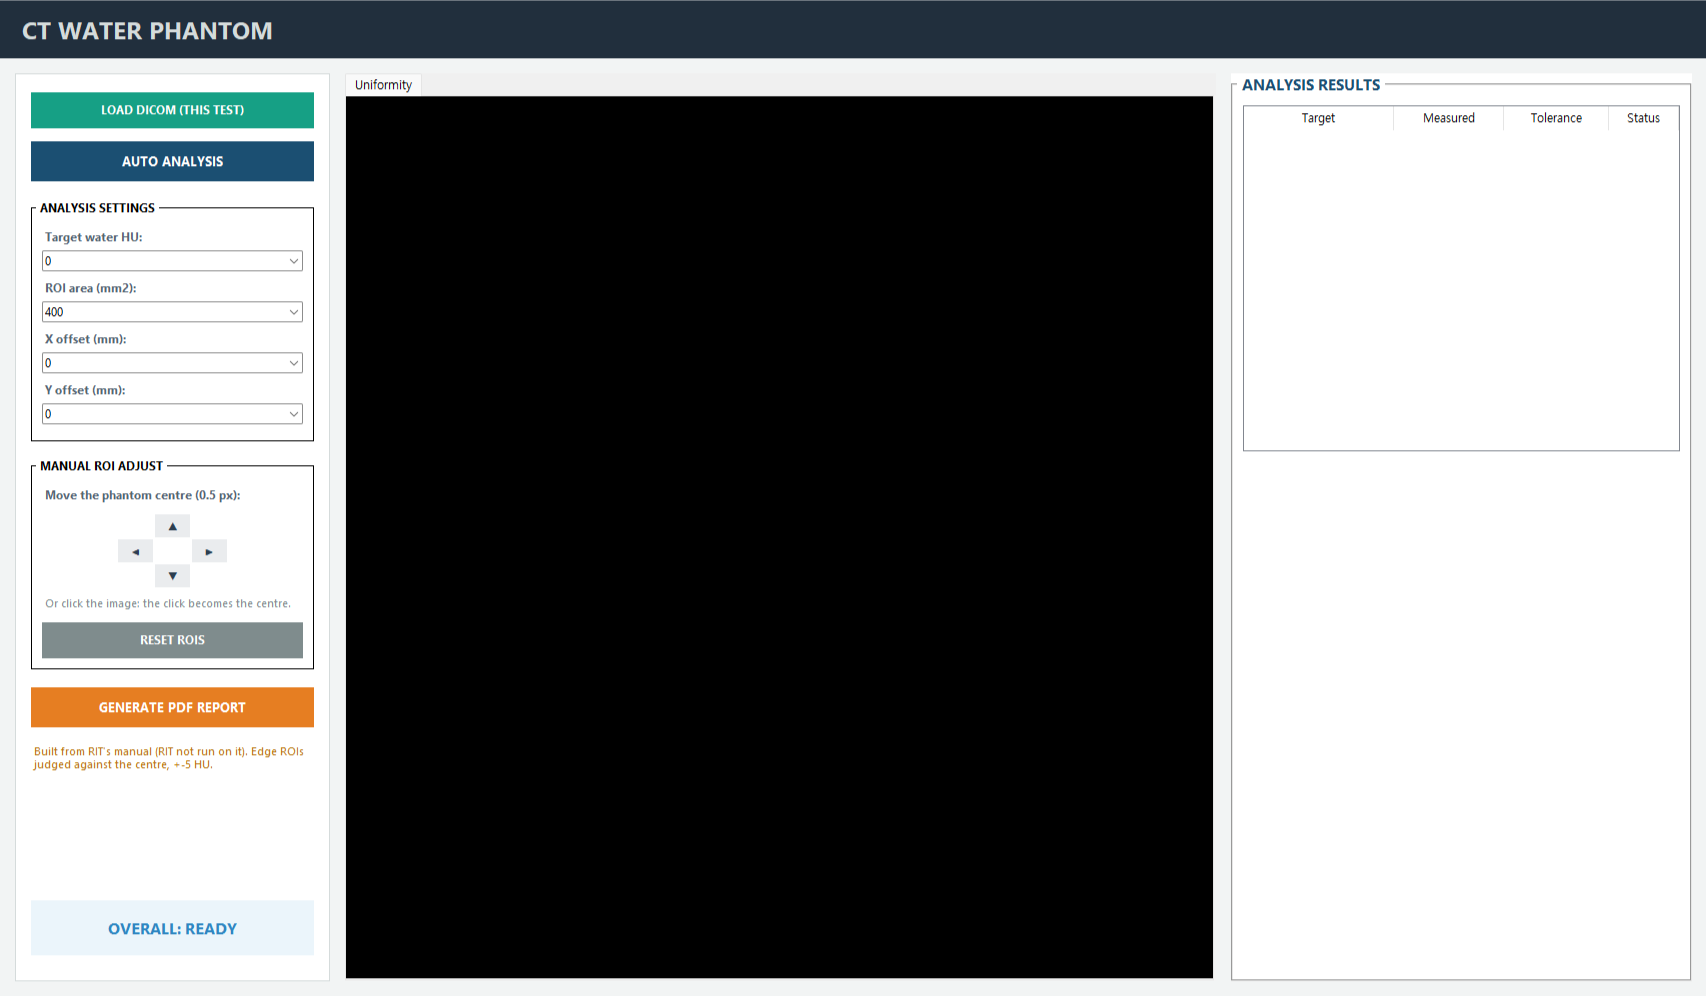 CT WATER PHANTOM
LOAD DICOM (THIS TEST)
AUTO ANALYSIS
ANALYSIS SETTINGS
Target water HU:
0
ROI area (mm2):
400
X offset (mm):
0
Y offset (mm):
0
MANUAL ROI ADJUST
Move the phantom centre (0.5 px):
Or click the image: the click becomes the centre.
RESET ROIS
GENERATE PDF REPORT
Built from RIT's manual (RIT not run on it). Edge ROIs
judged against the centre, +-5 HU.
OVERALL: READY
Uniformity
ANALYSIS RESULTS
Target Measured Tolerance Status